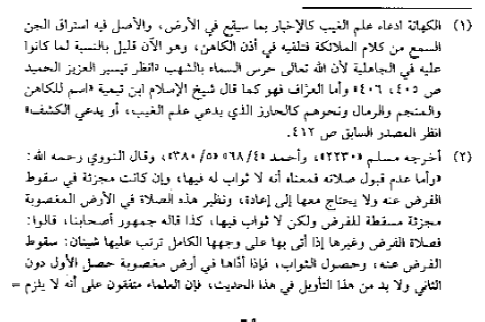 (١) الكهانة ادعاء علم الغيب كالإخبار بما سيقع في الأرض، والأصل فيه استراق الجن
السمع من كلام الملائكة فتلقيه في أذن الكاهن، وهو الآن قليل بالنسبة لما كانوا
عليه في الجاهلية لأن الله تعالى حرس السماء بالشهب «انظر تيسير العزيز الحميد
ص ٤٠٥، ٤٠٦» وأما العرّاف فهو كما قال شيخ الإسلام ابن تيمية «اسم للكاهن
والمنجم والرمال ونحوهم كالحازر الذي يدعي علم الغيب، أو يدعي الكشف»
انظر المصدر السابق ص ٤١٢.
(٢) أخرجه مسلم «٢٢٣٠»، وأحمد «٦٨/٤» «٣٨٠/٥»، وقال النووي رحمه الله:
«وأما عدم قبول صلاته فمعناه أنه لا ثواب له فيها، وإن كانت مجزئة في سقوط
الفرض عنه ولا يحتاج معها إلى إعادة، ونظير هذه الصلاة في الأرض المغصوبة
مجزئة مسقطة للفرض ولكن لا ثواب فيها، كذا قاله جمهور أصحابنا، قالوا:
فصلاة الفرض وغيرها إذا أتى بها على وجهها الكامل ترتب عليها شيئان: سقوط
الفرض عنه، وحصول الثواب، فإذا أدّاها في أرض مغصوبة حصل الأول دون
الثاني ولا بد من هذا التأويل في هذا الحديث، فإن العلماء متفقون على أنه لا يلزم =